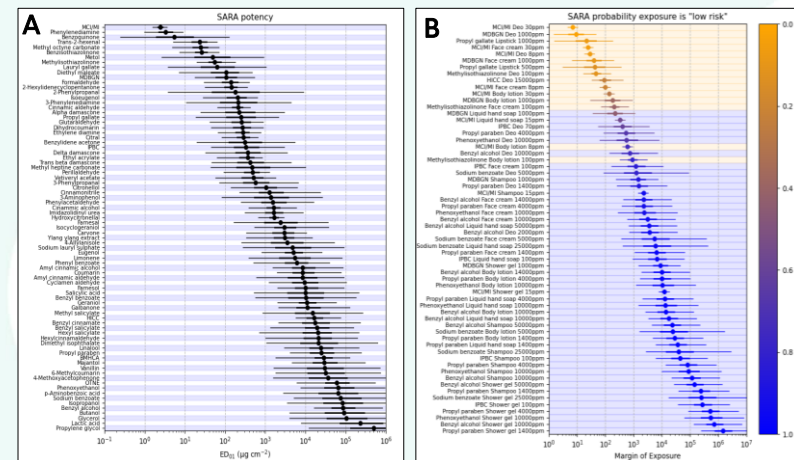 A
SARA potency
MCI/MI
Phenylenediamine
Benzoquinone
Trans-2-hexenal
Methyl octyne carbonate
Benzisothiazolinone
Metol
Methylisothiazolinone
Lauryl gallate
Diethyl maleate
MDBGN
Formaldehyde
2-Hexylidenecyclopentanone
2-Phenylpropanal
Isoeugenol
3-Phenylenediamine
Cinnamic aldehyde
Alpha damascone
Propyl gallate
Glutaraldehyde
Dihydrocoumarin
Ethylene diamine
Citral
Benzylidene acetone
IPBC
Delta damascone
Ethyl acrylate
Trans beta damascone
Methyl heptine carbonate
Perillaldehyde
Vetiveryl acetate
3-Phenylpropanal
Citronellol
Cinnamonitrile
3-Aminophenol
Phenylacetaldehyde
Cinnamic alcohol
Imidazolidinyl urea
Hydroxycitronellal
Farnesal
Isocyclogeraniol
Carvone
Ylang ylang extract
4-Allylanisole
Sodium lauryl sulphate
Eugenol
Limonene
Phenyl benzoate
Amyl cinnamic alcohol
Coumarin
Amyl cinnamic aldehyde
Cyclamen aldehyde
Farnesol
Salicylic acid
Benzyl benzoate
Geraniol
Galbanone
Methyl salicylate
HICC
Benzyl cinnamate
Benzyl salicylate
Hexyl salicylate
Hexylcinnamaldehyde
Dimethyl isophthalate
Linalool
Propyl paraben
BMHCA
Majantol
Vanillin
6-Methylcoumarin
4-Methoxyacetophenone
OTNE
Phenoxyethanol
p-Aminobenzoic acid
Sodium benzoate
Isopropanol
Benzyl alcohol
Butanol
Glycerol
Lactic acid
Propylene glycol
10⁻¹ 10⁰ 10¹ 10² 10³ 10⁴ 10⁵ 10⁶
ED₀₁ (μg cm⁻²)
B
SARA probability exposure is "low risk"
MCI/MI Deo 30ppm
MDBGN Deo 1000ppm
Propyl gallate Lipstick 1000ppm
MCI/MI Face cream 30ppm
MCI/MI Deo 8ppm
MDBGN Face cream 1000ppm
Propyl gallate Lipstick 500ppm
Methylisothiazolinone Deo 100ppm
HICC Deo 15000ppm
MCI/MI Face cream 8ppm
MCI/MI Body lotion 30ppm
MDBGN Body lotion 1000ppm
Methylisothiazolinone Face cream 100ppm
MDBGN Liquid hand soap 1000ppm
MCI/MI Liquid hand soap 15ppm
IPBC Deo 70ppm
Propyl paraben Deo 4000ppm
Phenoxyethanol Deo 10000ppm
MCI/MI Body lotion 8ppm
Benzyl alcohol Deo 10000ppm
Methylisothiazolinone Body lotion 100ppm
IPBC Face cream 100ppm
Sodium benzoate Deo 5000ppm
MDBGN Shampoo 1000ppm
Propyl paraben Deo 1400ppm
MCI/MI Shampoo 15ppm
Benzyl alcohol Face cream 14000ppm
Propyl paraben Face cream 4000ppm
Phenoxyethanol Face cream 10000ppm
Benzyl alcohol Face cream 10000ppm
Benzyl alcohol Liquid hand soap 50000ppm
Benzyl alcohol Deo 2000ppm
Sodium benzoate Face cream 5000ppm
Sodium benzoate Liquid hand soap 25000ppm
Propyl paraben Face cream 1400ppm
IPBC Liquid hand soap 100ppm
MDBGN Shower gel 1000ppm
Benzyl alcohol Body lotion 14000ppm
Propyl paraben Body lotion 4000ppm
Phenoxyethanol Body lotion 10000ppm
MCI/MI Shower gel 15ppm
Propyl paraben Liquid hand soap 4000ppm
Phenoxyethanol Liquid hand soap 10000ppm
Benzyl alcohol Body lotion 10000ppm
Benzyl alcohol Liquid hand soap 10000ppm
Benzyl alcohol Shampoo 50000ppm
Sodium benzoate Body lotion 5000ppm
Propyl paraben Body lotion 1400ppm
Propyl paraben Liquid hand soap 1400ppm
Sodium benzoate Shampoo 25000ppm
IPBC Shampoo 100ppm
Propyl paraben Shampoo 4000ppm
Phenoxyethanol Shampoo 10000ppm
Benzyl alcohol Shampoo 10000ppm
Benzyl alcohol Shower gel 50000ppm
Propyl paraben Shampoo 1400ppm
Sodium benzoate Shower gel 25000ppm
IPBC Shower gel 100ppm
Propyl paraben Shower gel 4000ppm
Phenoxyethanol Shower gel 10000ppm
Benzyl alcohol Shower gel 10000ppm
Propyl paraben Shower gel 1400ppm
10⁰ 10¹ 10² 10³ 10⁴ 10⁵ 10⁶ 10⁷
Margin of Exposure
0.0
0.2
0.4
0.6
0.8
1.0